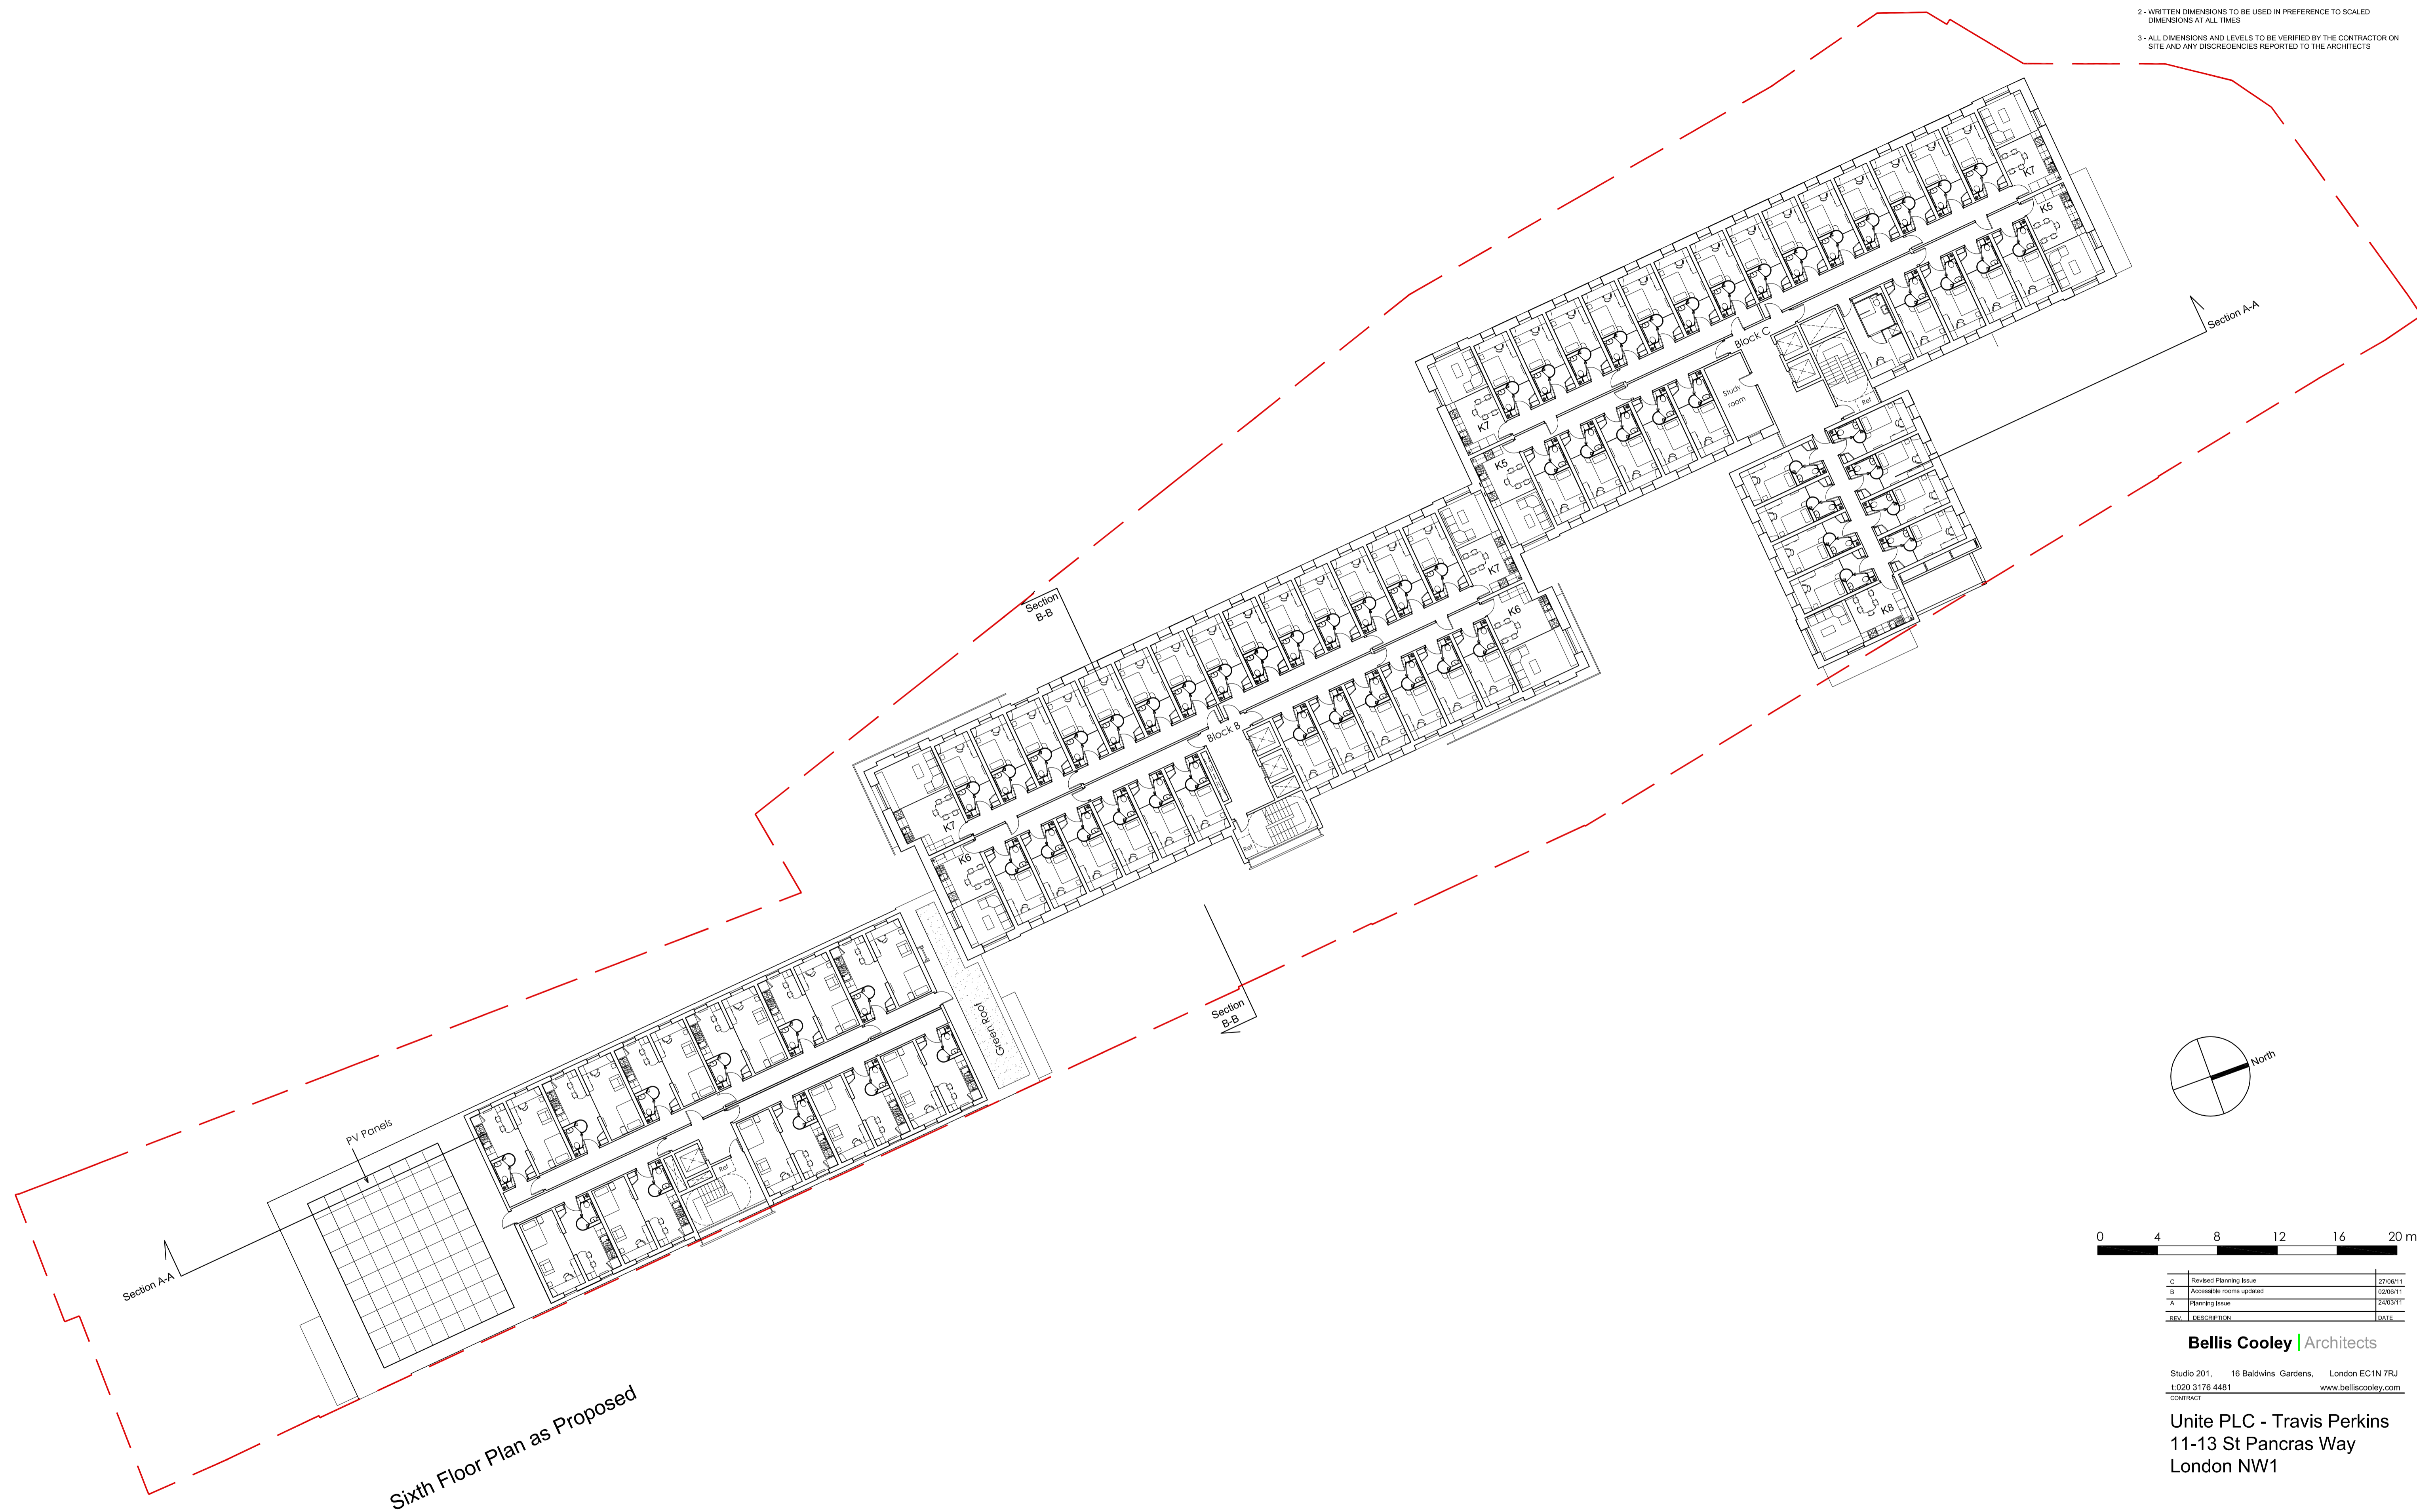 2 - WRITTEN DIMENSIONS TO BE USED IN PREFERENCE TO SCALED
DIMENSIONS AT ALL TIMES
3 - ALL DIMENSIONS AND LEVELS TO BE VERIFIED BY THE CONTRACTOR ON
SITE AND ANY DISCREOENCIES REPORTED TO THE ARCHITECTS
K7
K5
Section A-A
Block C
Study
room
Ref
K7
K5
K8
Section
B-B
K7
K6
Block B
Ref
K7
K6
Green Roof
Section
B-B
North
PV Panels
Ref
Section A-A
Sixth Floor Plan as Proposed
0 4 8 12 16 20 m
C Revised Planning Issue 27/06/11
B Accessible rooms updated 02/06/11
A Planning Issue 24/03/11
REV. DESCRIPTION DATE
Bellis Cooley | Architects
Studio 201, 16 Baldwins Gardens, London EC1N 7RJ
t:020 3176 4481 www.belliscooley.com
CONTRACT
Unite PLC - Travis Perkins
11-13 St Pancras Way
London NW1